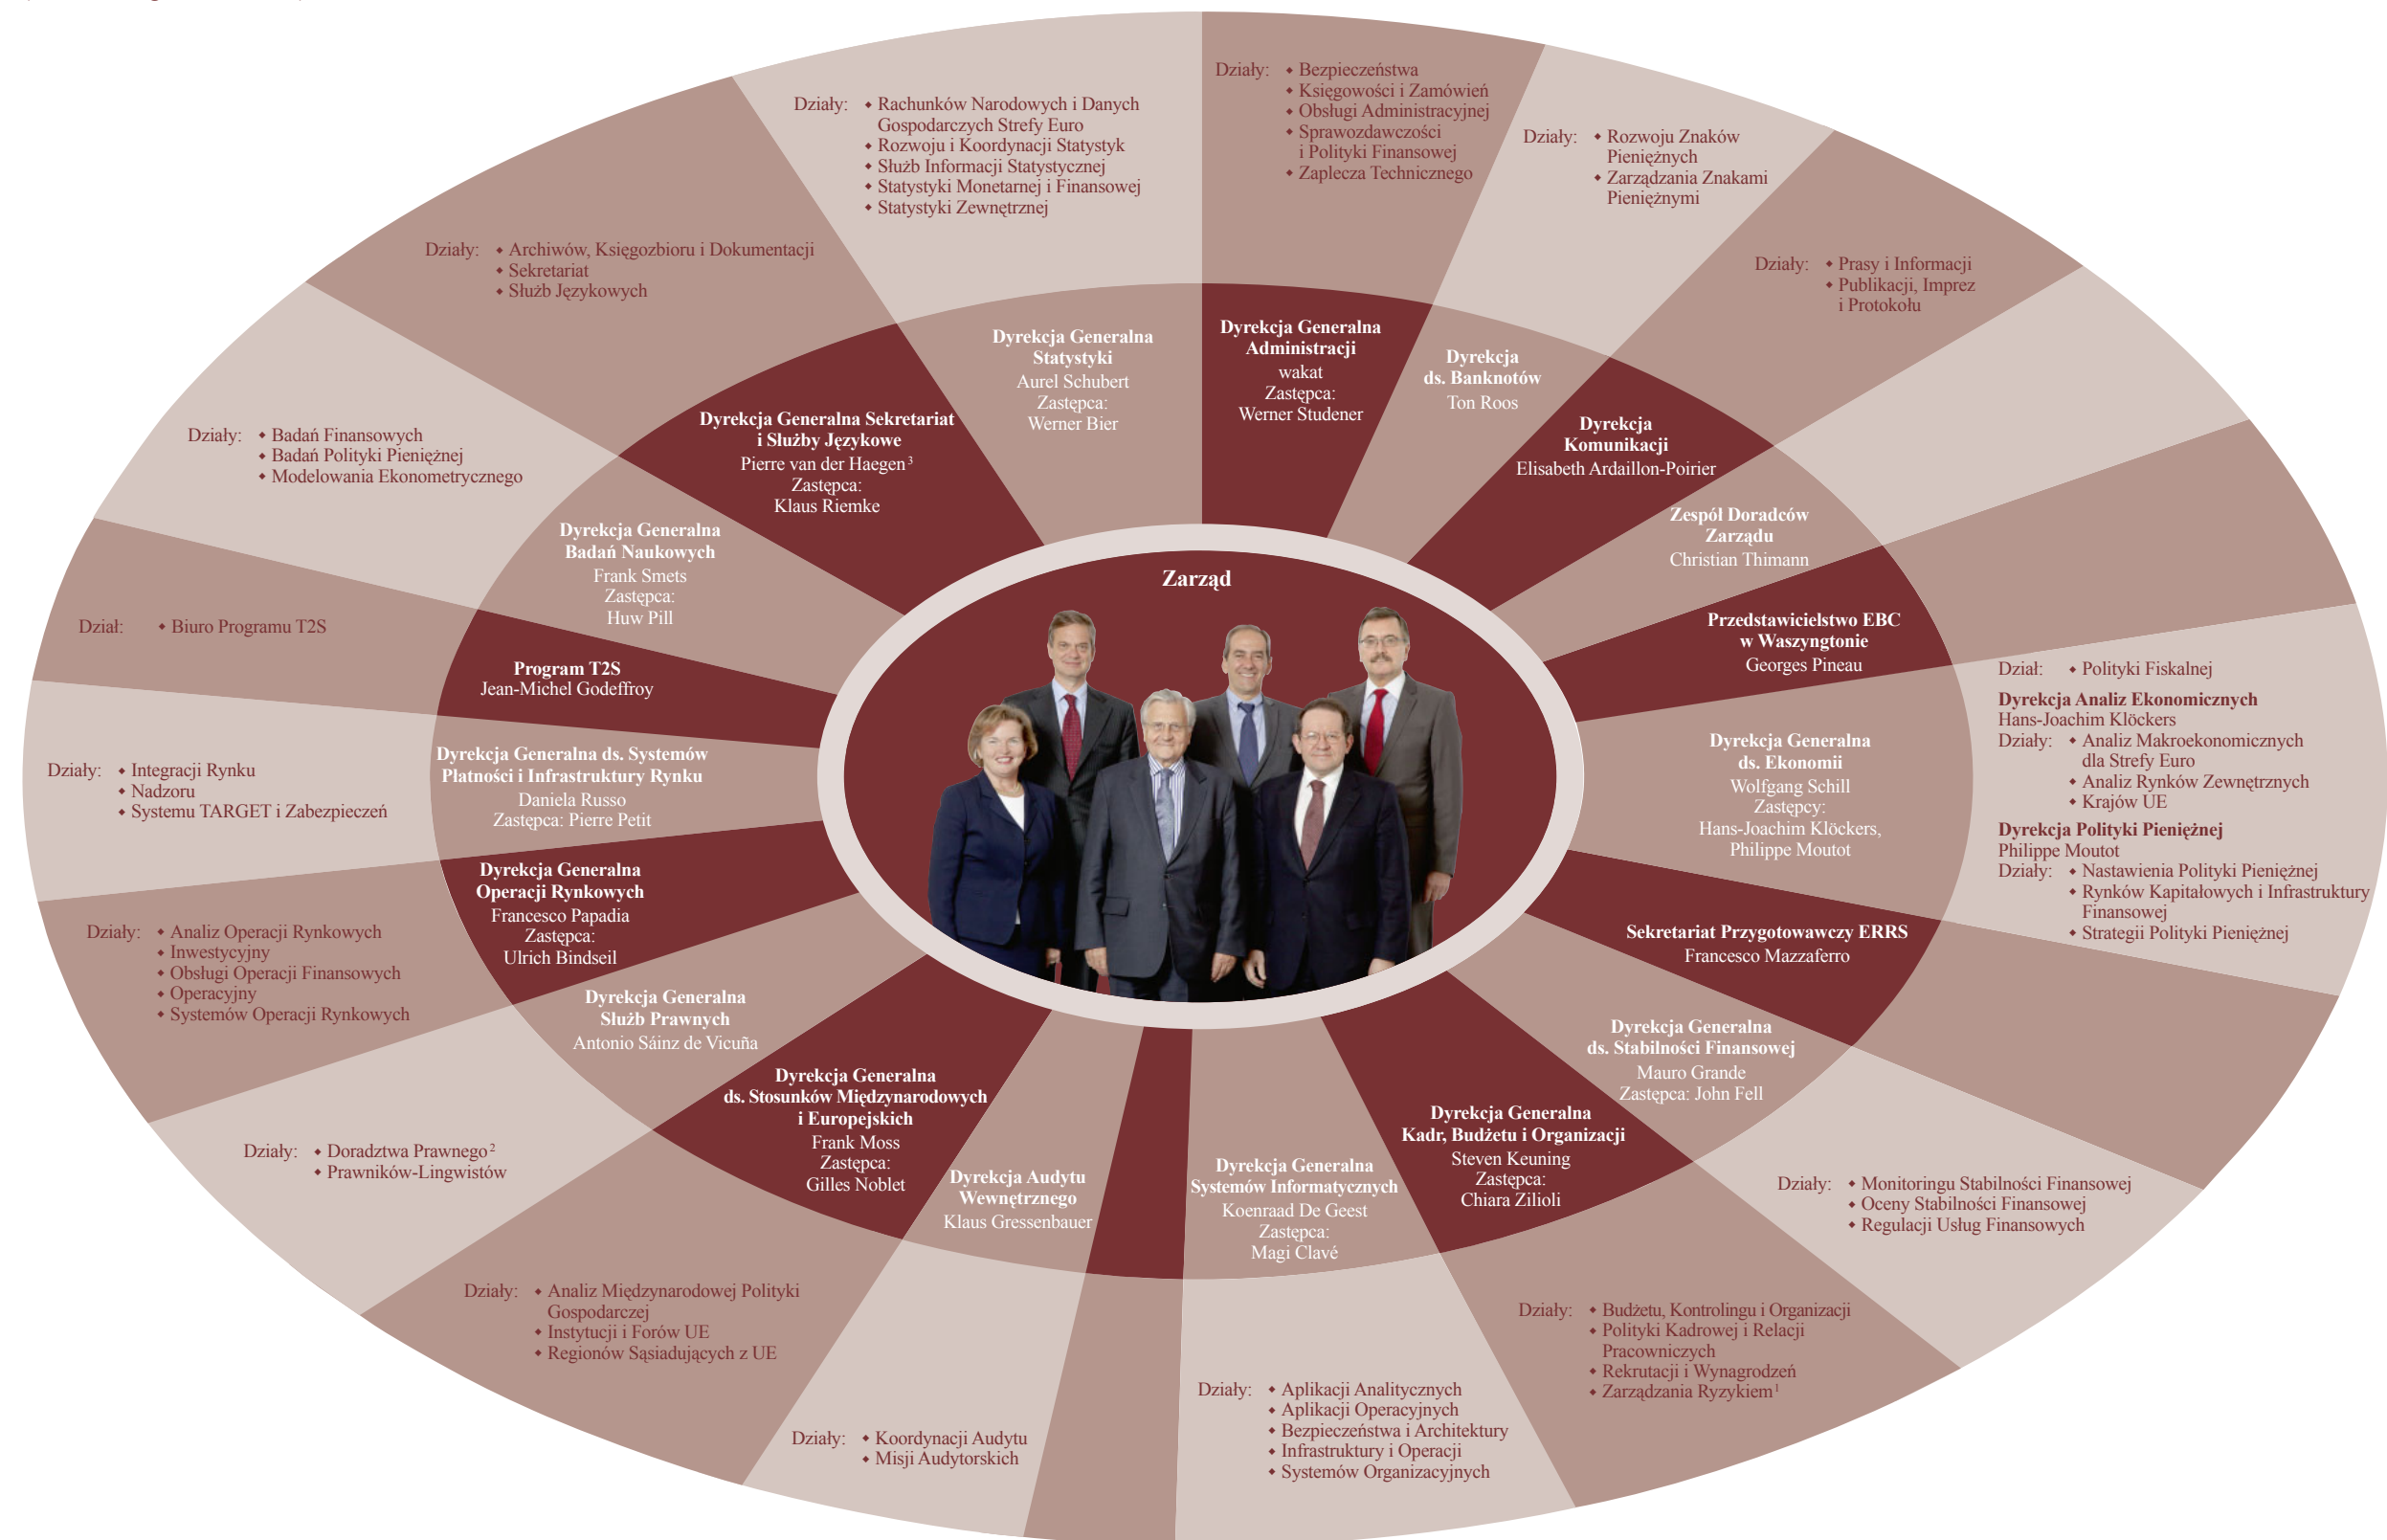 Zarząd
Działy: ◆ Bezpieczeństwa
◆ Księgowości i Zamówień
◆ Obsługi Administracyjnej
◆ Sprawozdawczości
i Polityki Finansowej
◆ Zaplecza Technicznego
Dyrekcja Generalna
Administracji
wakat
Zastępca:
Werner Studener
Działy: ◆ Rozwoju Znaków
Pieniężnych
◆ Zarządzania Znakami
Pieniężnymi
Dyrekcja
ds. Banknotów
Ton Roos
Działy: ◆ Prasy i Informacji
◆ Publikacji, Imprez
i Protokołu
Dyrekcja
Komunikacji
Elisabeth Ardaillon-Poirier
Zespół Doradców
Zarządu
Christian Thimann
Przedstawicielstwo EBC
w Waszyngtonie
Georges Pineau
Dyrekcja Generalna
ds. Ekonomii
Wolfgang Schill
Zastępcy:
Hans-Joachim Klöckers,
Philippe Moutot
Dział: ◆ Polityki Fiskalnej
Dyrekcja Analiz Ekonomicznych
Hans-Joachim Klöckers
Działy: ◆ Analiz Makroekonomicznych
dla Strefy Euro
◆ Analiz Rynków Zewnętrznych
◆ Krajów UE
Dyrekcja Polityki Pieniężnej
Philippe Moutot
Działy: ◆ Nastawienia Polityki Pieniężnej
◆ Rynków Kapitałowych i Infrastruktury
Finansowej
◆ Strategii Polityki Pieniężnej
Sekretariat Przygotowawczy ERRS
Francesco Mazzaferro
Dyrekcja Generalna
ds. Stabilności Finansowej
Mauro Grande
Zastępca: John Fell
Działy: ◆ Monitoringu Stabilności Finansowej
◆ Oceny Stabilności Finansowej
◆ Regulacji Usług Finansowych
Dyrekcja Generalna
Kadr, Budżetu i Organizacji
Steven Keuning
Zastępca:
Chiara Zilioli
Działy: ◆ Budżetu, Kontrolingu i Organizacji
◆ Polityki Kadrowej i Relacji
Pracowniczych
◆ Rekrutacji i Wynagrodzeń
◆ Zarządzania Ryzykiem¹
Dyrekcja Generalna
Systemów Informatycznych
Koenraad De Geest
Zastępca:
Magi Clavé
Działy: ◆ Aplikacji Analitycznych
◆ Aplikacji Operacyjnych
◆ Bezpieczeństwa i Architektury
◆ Infrastruktury i Operacji
◆ Systemów Organizacyjnych
Dyrekcja Audytu
Wewnętrznego
Klaus Gressenbauer
Działy: ◆ Koordynacji Audytu
◆ Misji Audytorskich
Dyrekcja Generalna
ds. Stosunków Międzynarodowych
i Europejskich
Frank Moss
Zastępca:
Gilles Noblet
Działy: ◆ Analiz Międzynarodowej Polityki
Gospodarczej
◆ Instytucji i Forów UE
◆ Regionów Sąsiadujących z UE
Dyrekcja Generalna
Służb Prawnych
Antonio Sáinz de Vicuña
Działy: ◆ Doradztwa Prawnego²
◆ Prawników-Lingwistów
Dyrekcja Generalna
Operacji Rynkowych
Francesco Papadia
Zastępca:
Ulrich Bindseil
Działy: ◆ Analiz Operacji Rynkowych
◆ Inwestycyjny
◆ Obsługi Operacji Finansowych
◆ Operacyjny
◆ Systemów Operacji Rynkowych
Dyrekcja Generalna ds. Systemów
Płatności i Infrastruktury Rynku
Daniela Russo
Zastępca: Pierre Petit
Działy: ◆ Integracji Rynku
◆ Nadzoru
◆ Systemu TARGET i Zabezpieczeń
Program T2S
Jean-Michel Godeffroy
Dział: ◆ Biuro Programu T2S
Dyrekcja Generalna
Badań Naukowych
Frank Smets
Zastępca:
Huw Pill
Działy: ◆ Badań Finansowych
◆ Badań Polityki Pieniężnej
◆ Modelowania Ekonometrycznego
Dyrekcja Generalna Sekretariat
i Służby Językowe
Pierre van der Haegen³
Zastępca:
Klaus Riemke
Działy: ◆ Archiwów, Księgozbioru i Dokumentacji
◆ Sekretariat
◆ Służb Językowych
Dyrekcja Generalna
Statystyki
Aurel Schubert
Zastępca:
Werner Bier
Działy: ◆ Rachunków Narodowych i Danych
Gospodarczych Strefy Euro
◆ Rozwoju i Koordynacji Statystyk
◆ Służb Informacji Statystycznej
◆ Statystyki Monetarnej i Finansowej
◆ Statystyki Zewnętrznej